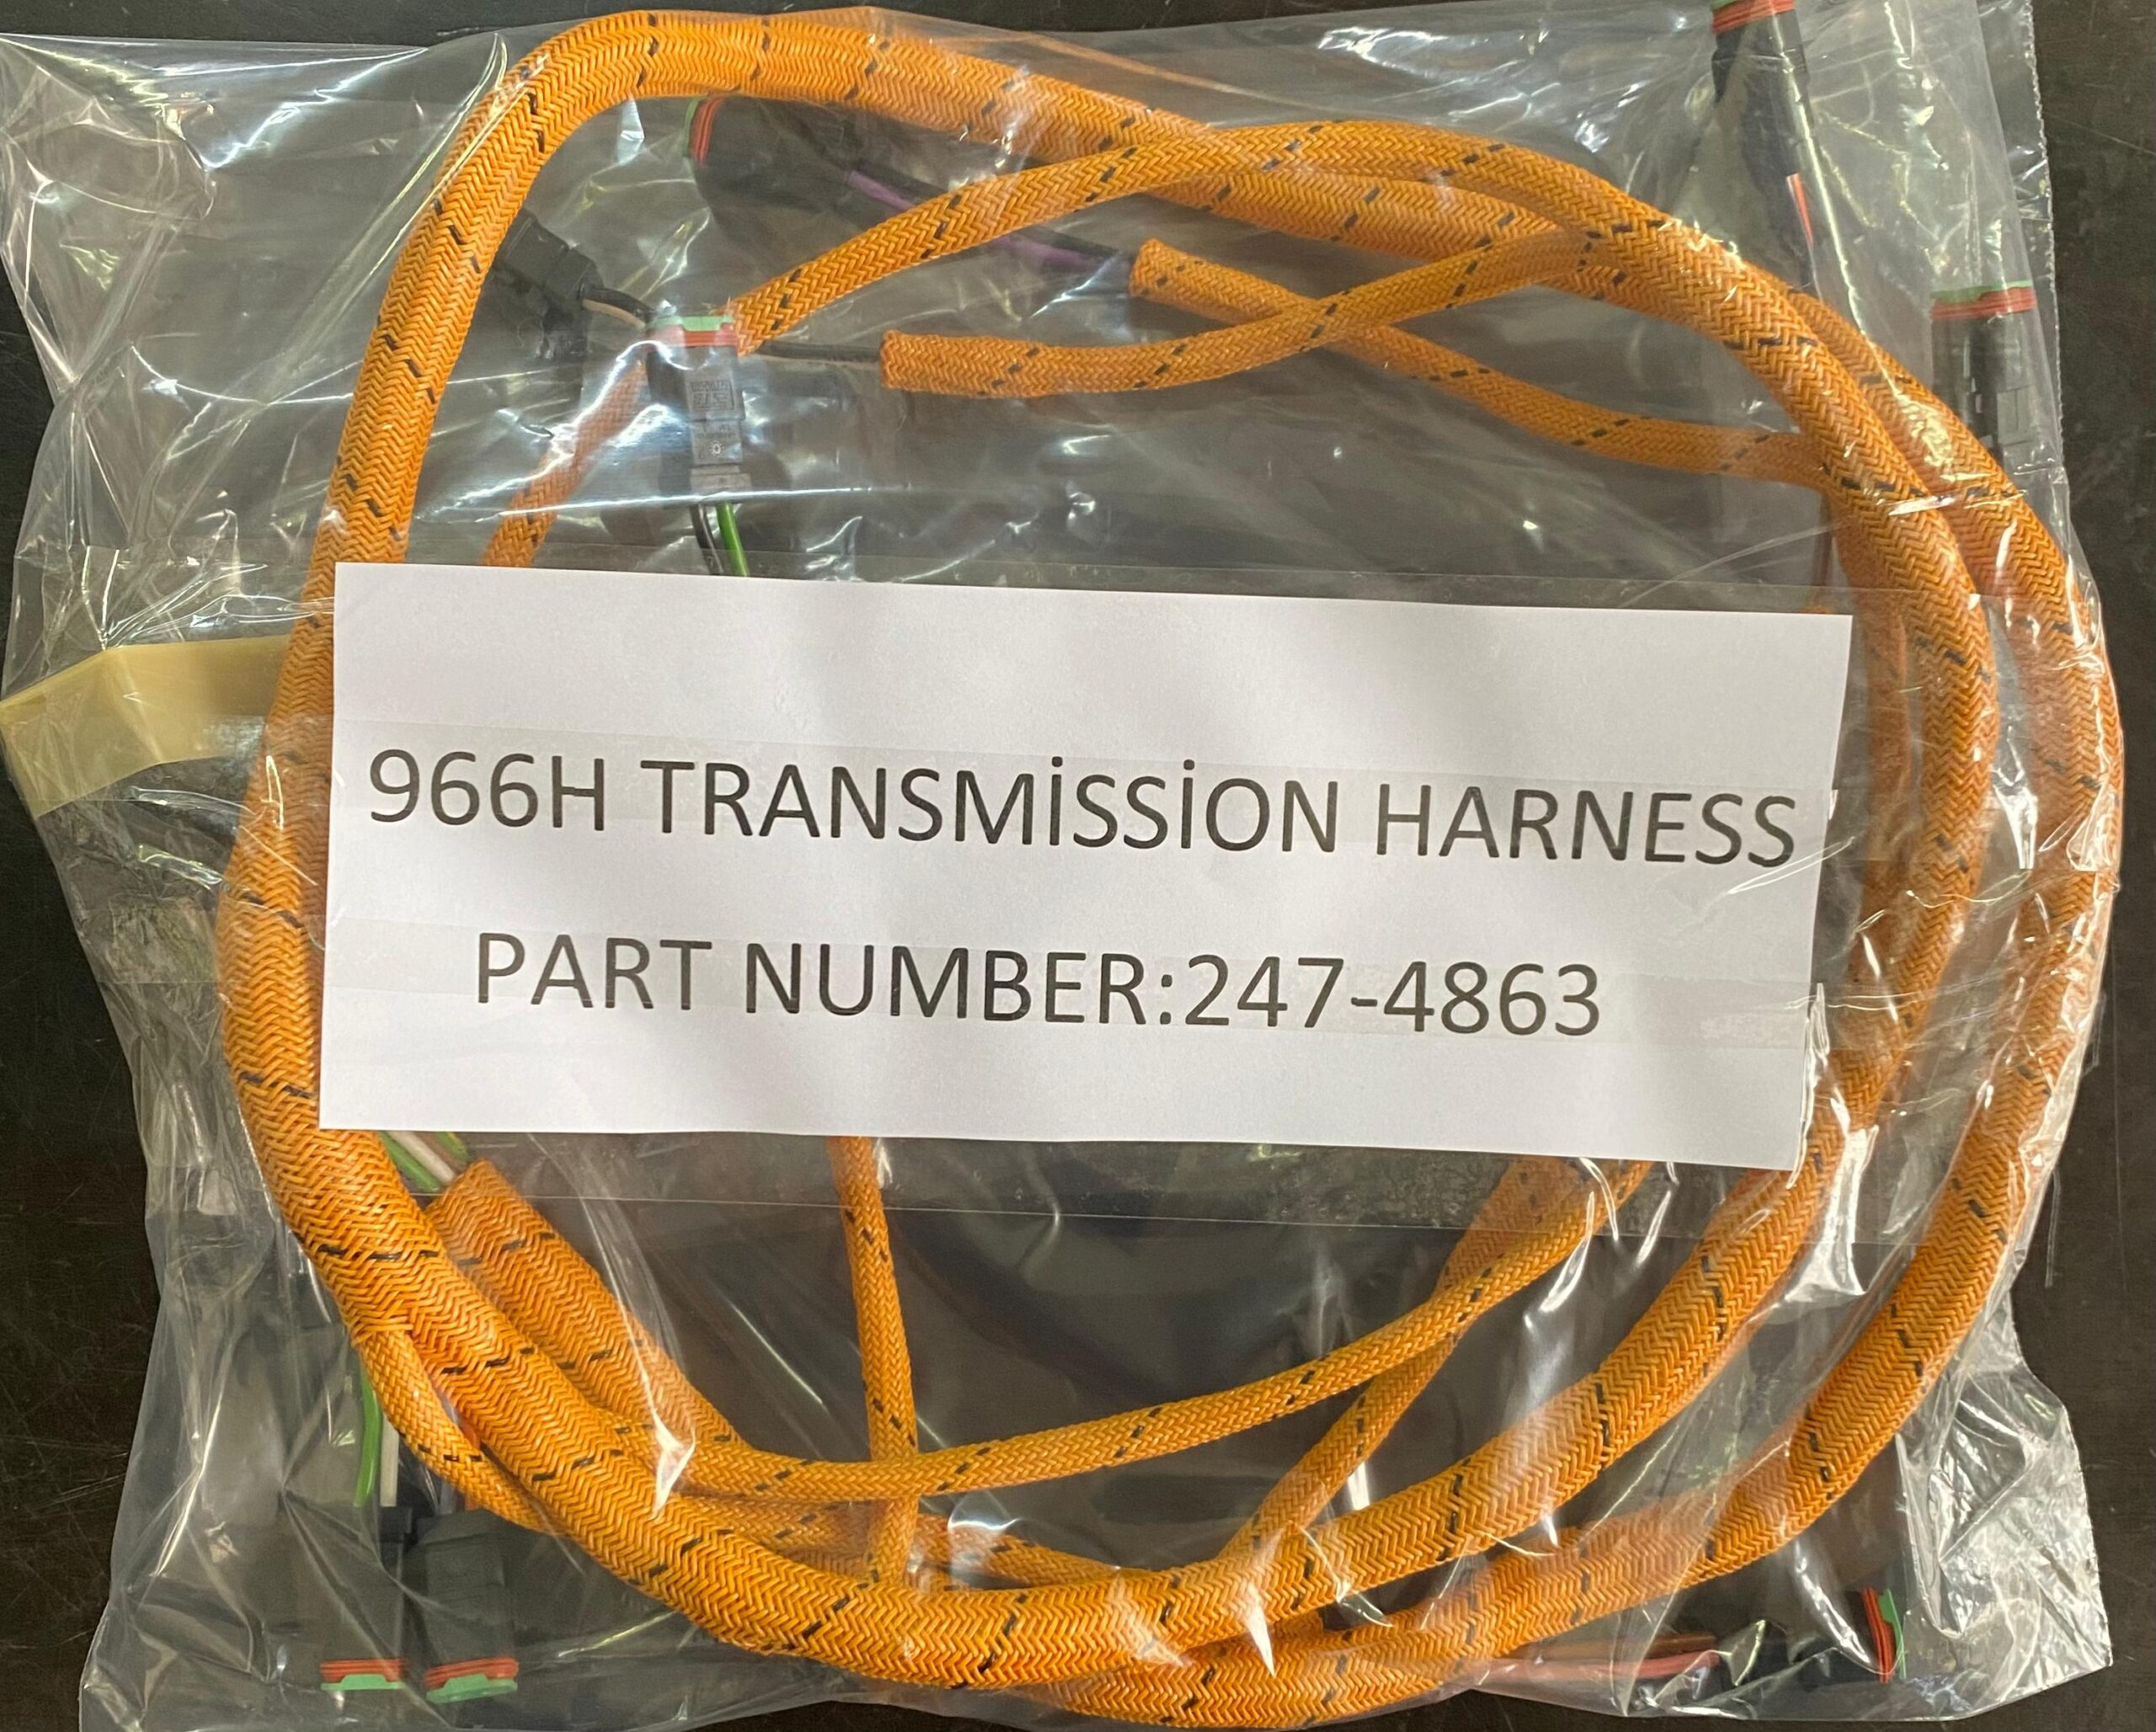 966H TRANSMİSSİON HARNESS
PART NUMBER:247-4863